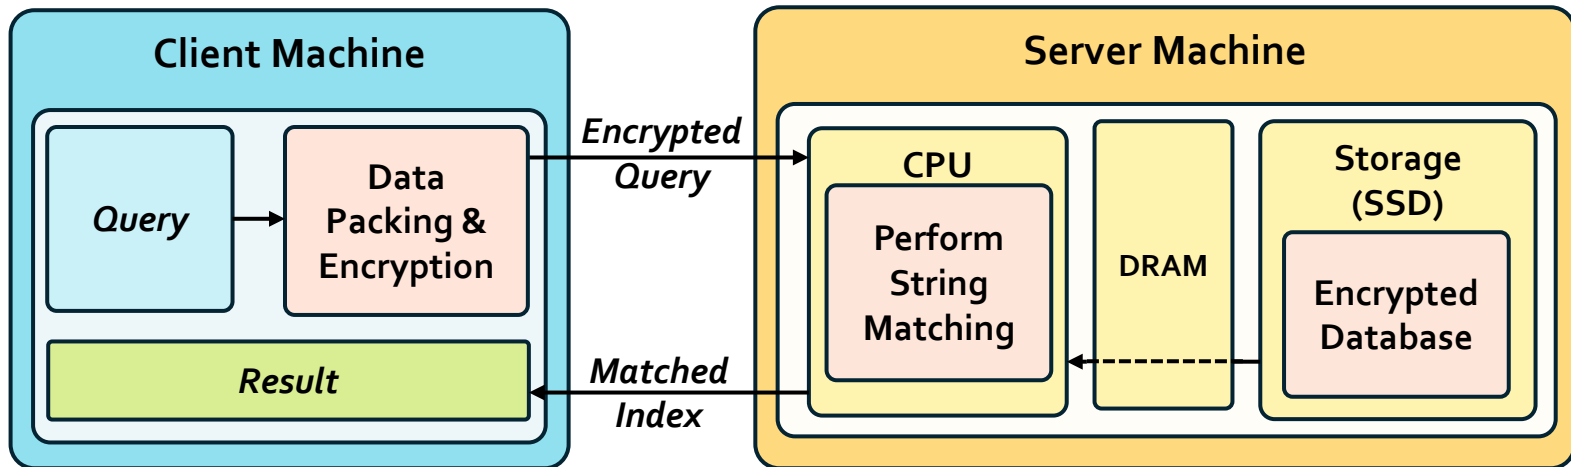 Client Machine
Query
Data
Packing &
Encryption
Result
Encrypted
Query
Matched
Index
Server Machine
CPU
Perform
String
Matching
DRAM
Storage
(SSD)
Encrypted
Database